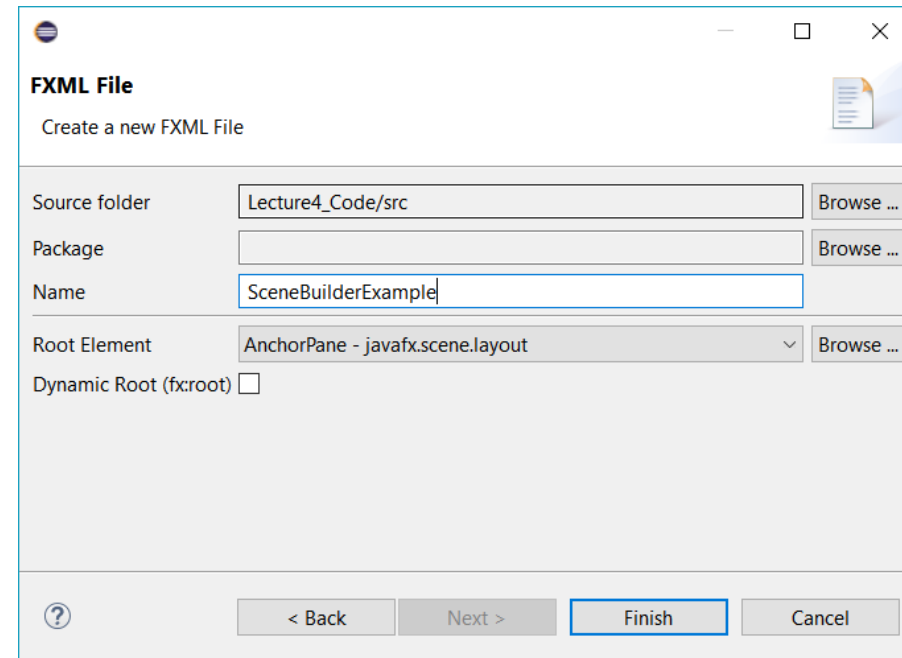 FXML File
Create a new FXML File
Source folder Lecture4_Code/src Browse ...
Package Browse ...
Name SceneBuilderExample
Root Element AnchorPane - javafx.scene.layout Browse ...
Dynamic Root (fx:root)
? < Back Next > Finish Cancel